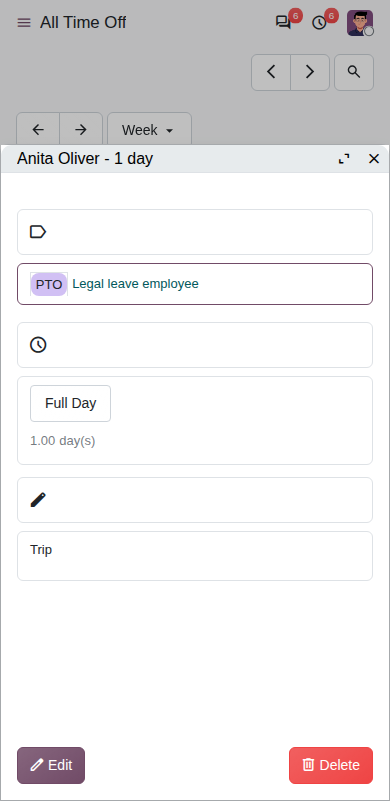 All Time Off
6
6
Week
Anita Oliver - 1 day
PTO Legal leave employee
Full Day
1.00 day(s)
Trip
Edit
Delete